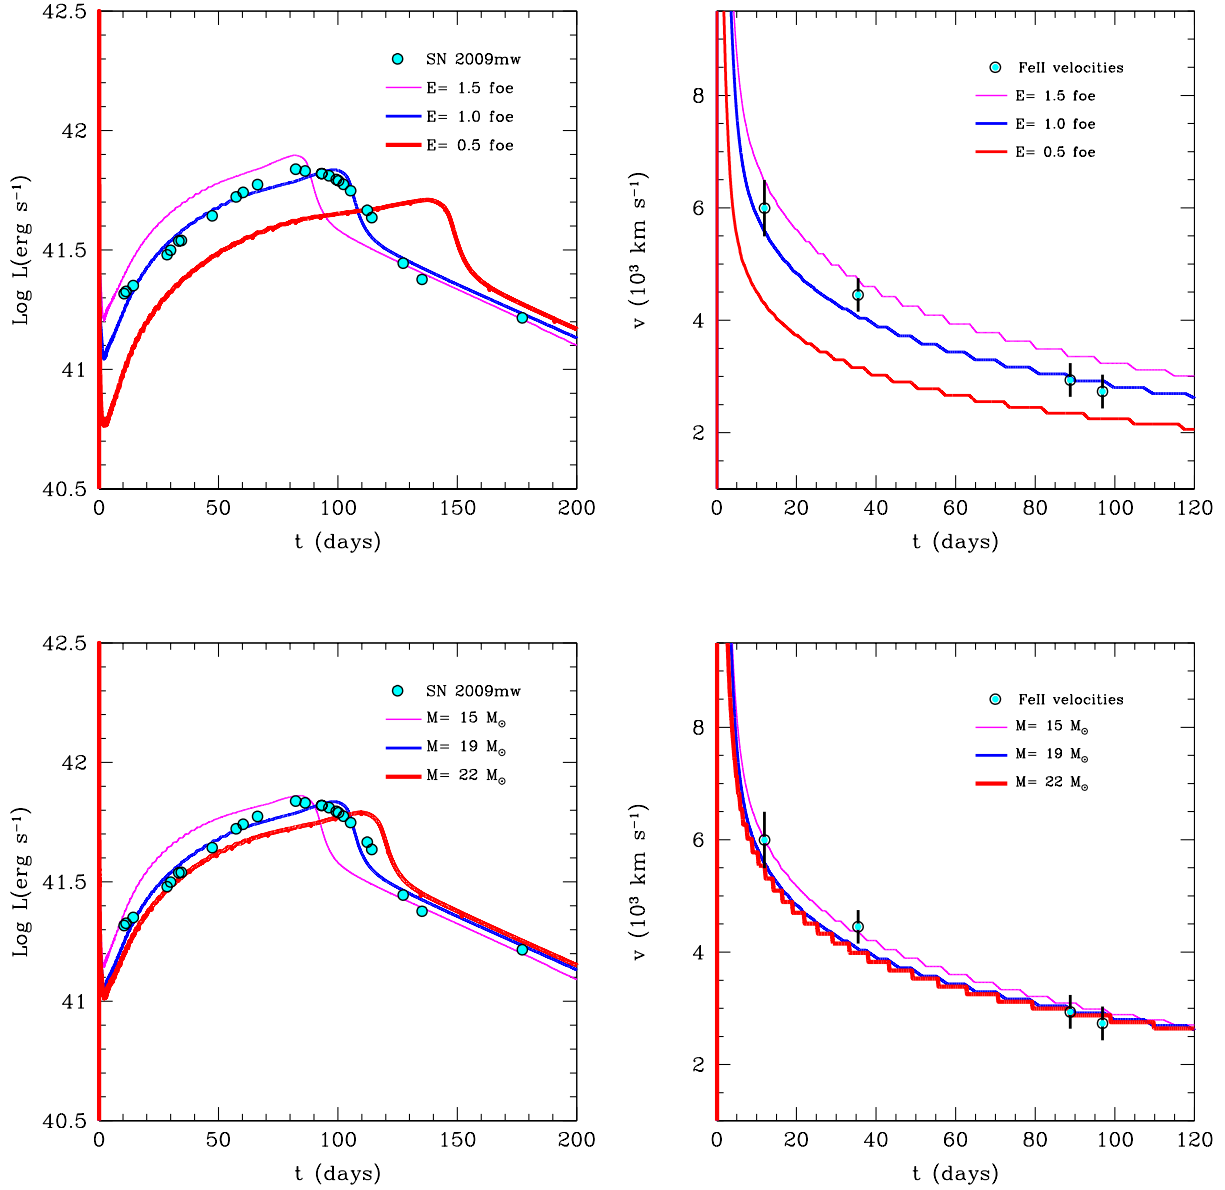 42.5
42
41.5
41
40.5
Log L(erg s⁻¹)
SN 2009mw
E= 1.5 foe
E= 1.0 foe
E= 0.5 foe
0 50 100 150 200
t (days)
8
6
4
2
v (10³ km s⁻¹)
FeII velocities
E= 1.5 foe
E= 1.0 foe
E= 0.5 foe
0 20 40 60 80 100 120
t (days)
42.5
42
41.5
41
40.5
Log L(erg s⁻¹)
SN 2009mw
M= 15 M⊙
M= 19 M⊙
M= 22 M⊙
0 50 100 150 200
t (days)
8
6
4
2
v (10³ km s⁻¹)
FeII velocities
M= 15 M⊙
M= 19 M⊙
M= 22 M⊙
0 20 40 60 80 100 120
t (days)